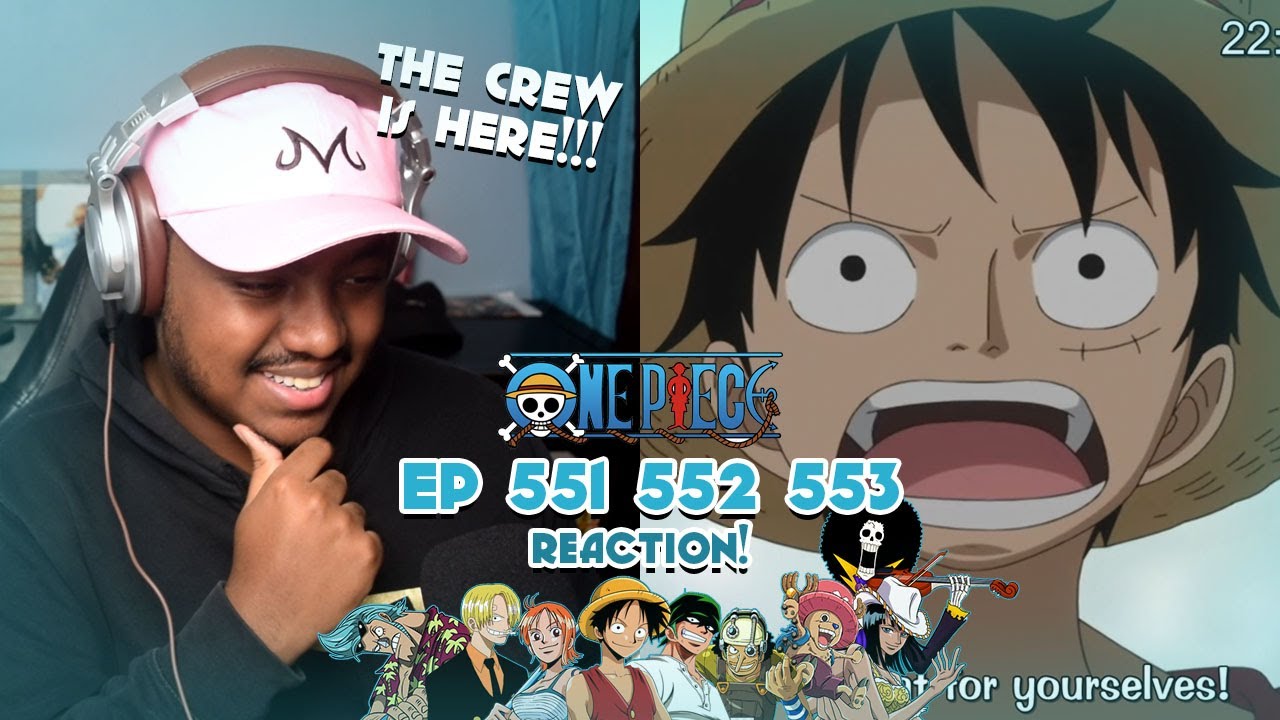 THE CREW
IS HERE!!!
22:
ONE PIECE
EP 551 552 553
REACTION!
for yourselves!